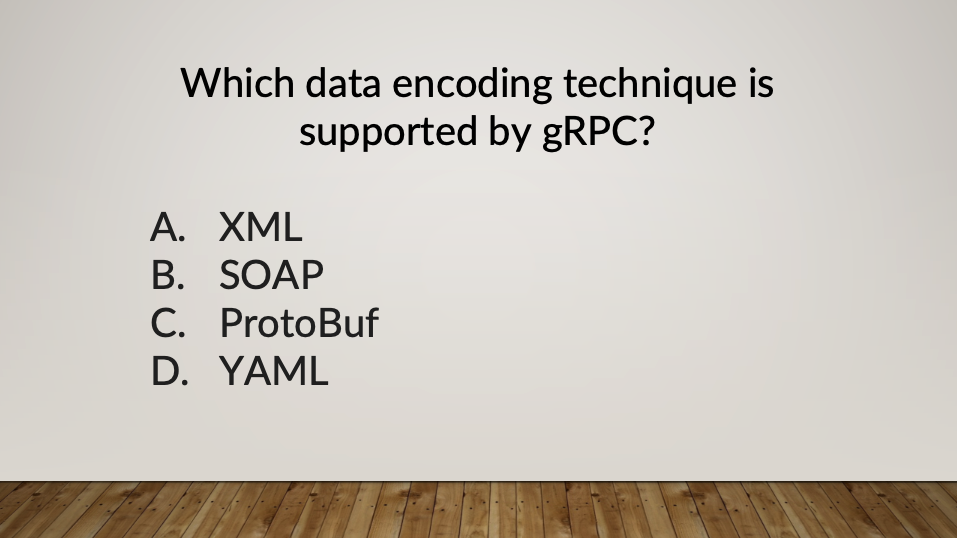 Which data encoding technique is
supported by gRPC?
A. XML
B. SOAP
C. ProtoBuf
D. YAML